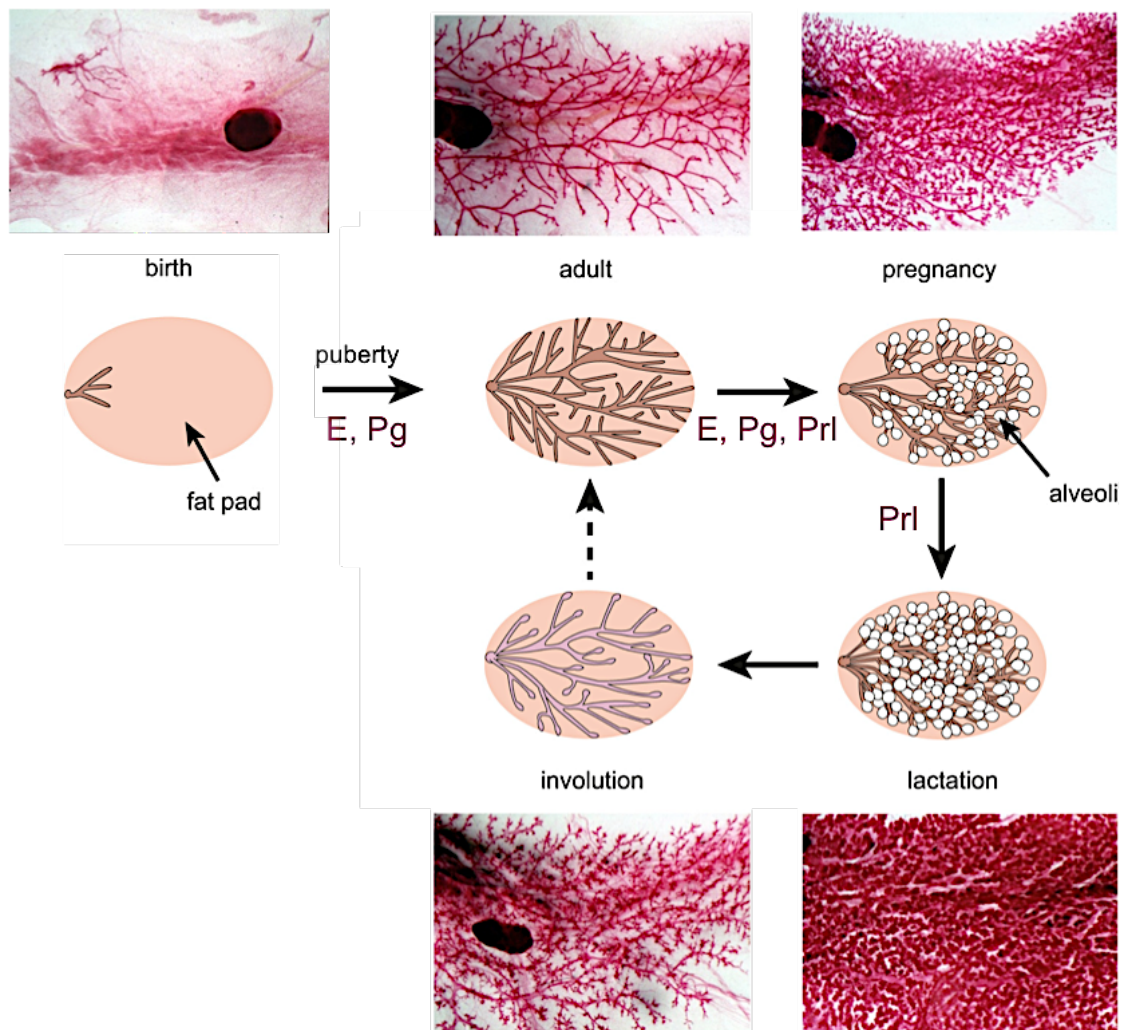 birth
adult
pregnancy
puberty
E, Pg
E, Pg, Prl
fat pad
alveoli
Prl
involution
lactation